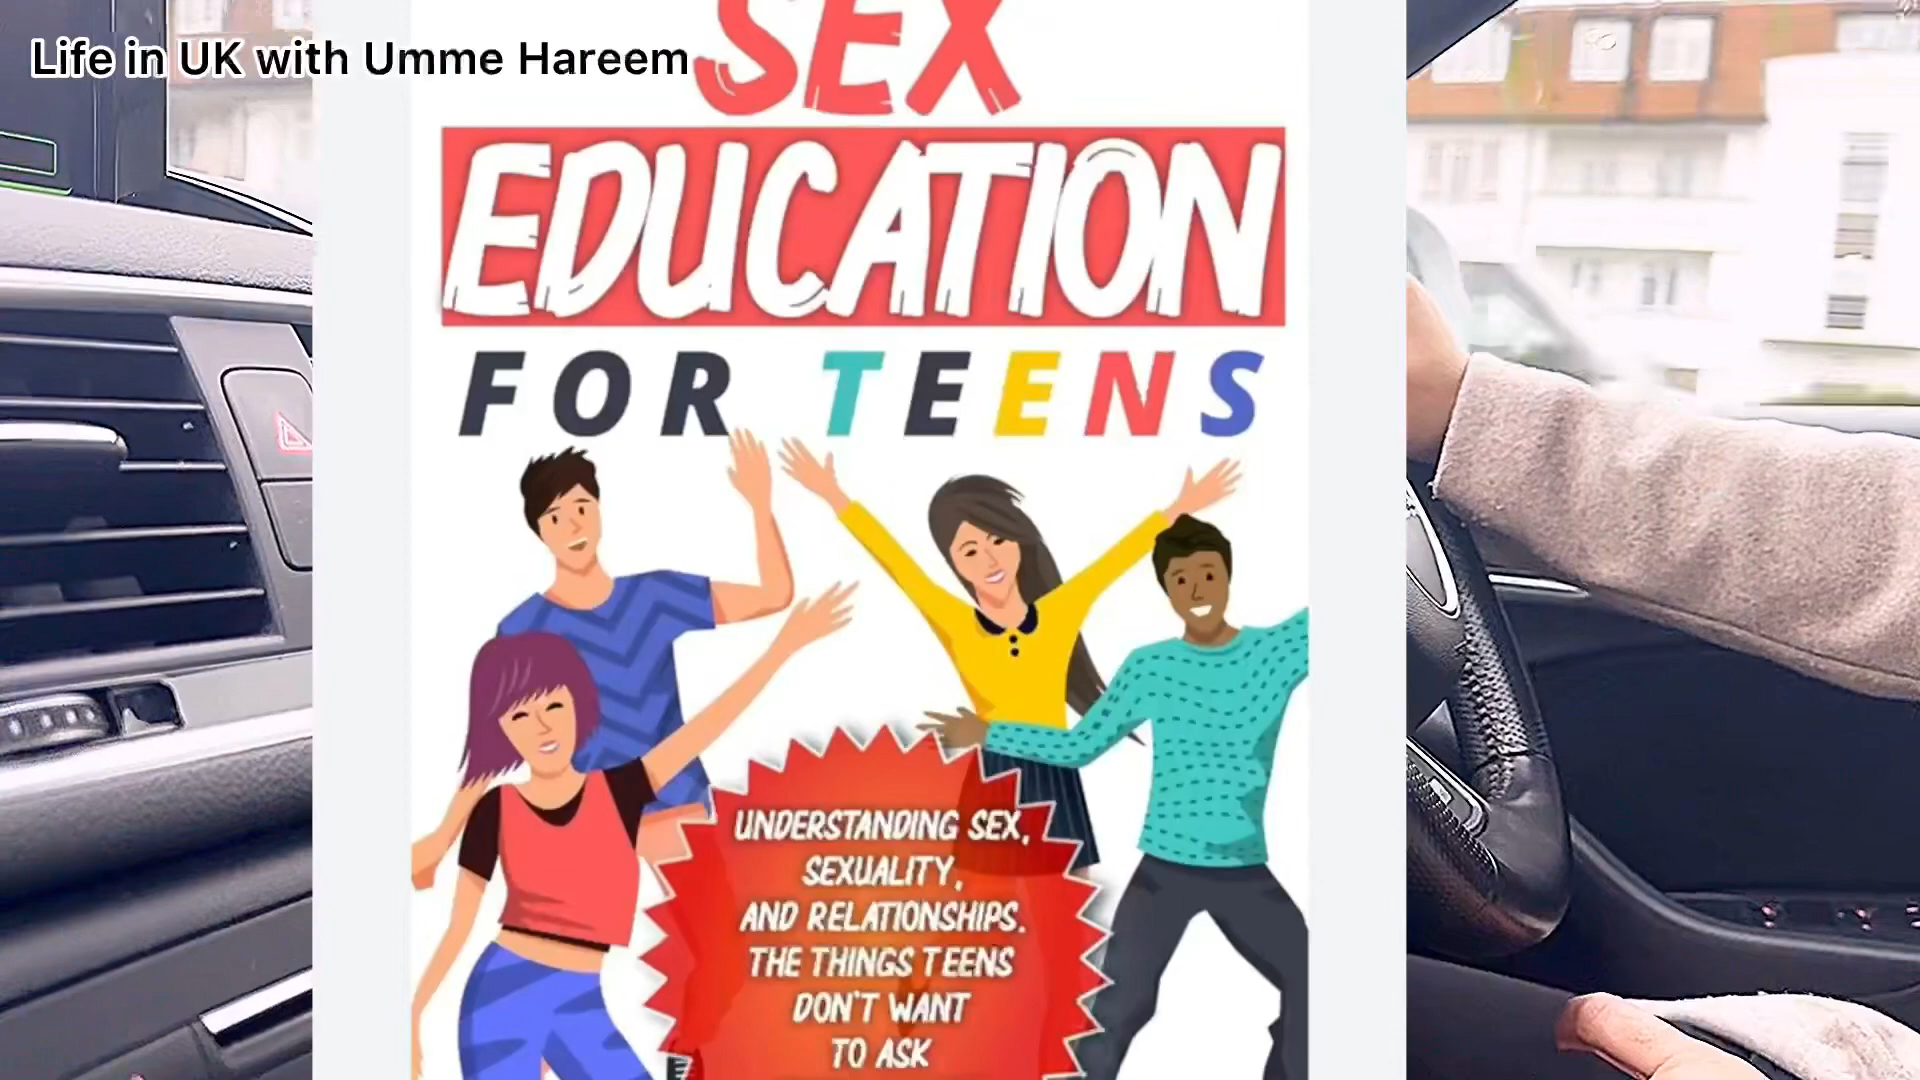 Life in UK with Umme Hareem
SEX
EDUCATION
FOR TEENS
UNDERSTANDING SEX,
SEXUALITY,
AND RELATIONSHIPS.
THE THINGS TEENS
DON'T WANT
TO ASK